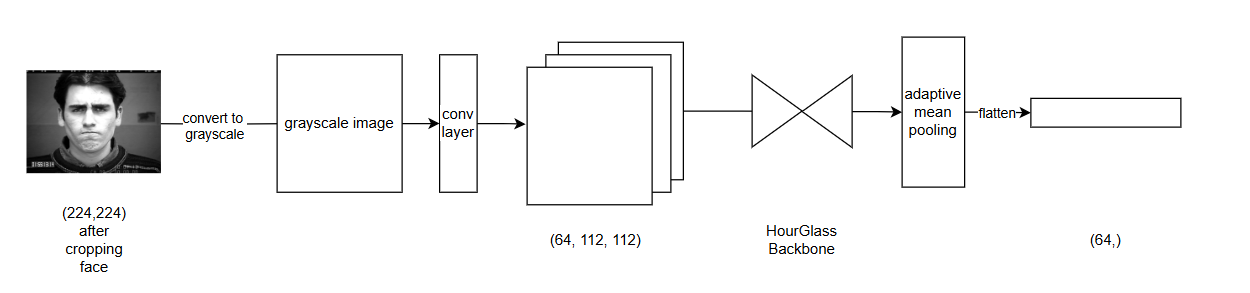 convert to
grayscale
grayscale image
conv
layer
adaptive
mean
pooling
flatten
(224,224)
after
cropping
face
(64, 112, 112)
HourGlass
Backbone
(64,)